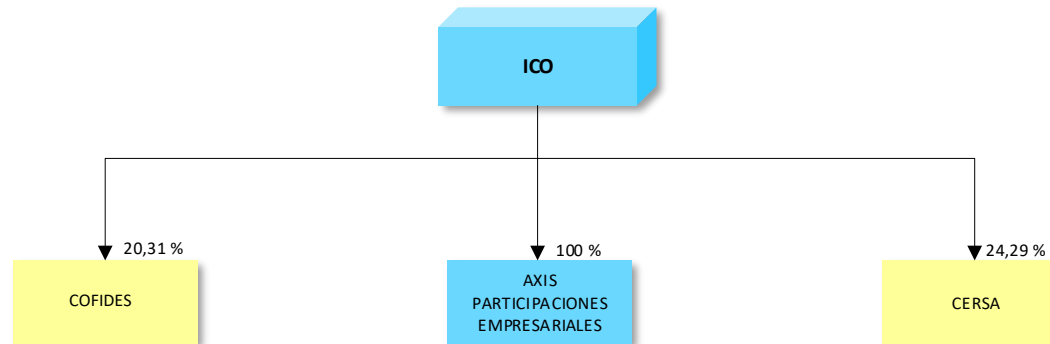 ICO
20,31 %
100 %
24,29 %
COFIDES
AXIS
PARTICIPACIONES
EMPRESARIALES
CERSA